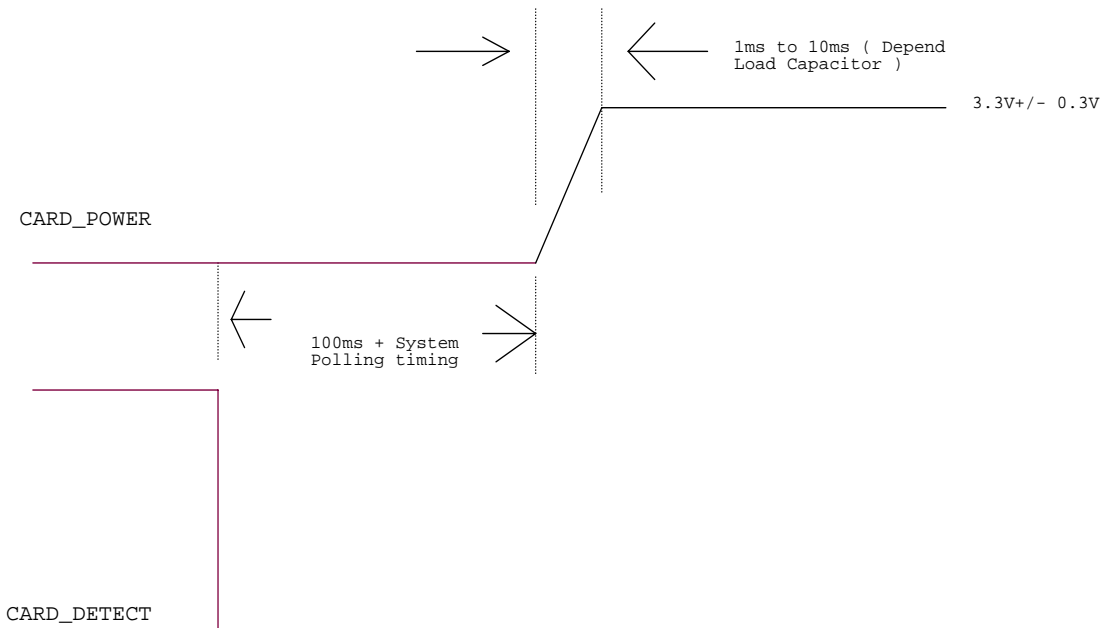 1ms to 10ms ( Depend
Load Capacitor )
3.3V+/- 0.3V
CARD_POWER
100ms + System
Polling timing
CARD_DETECT